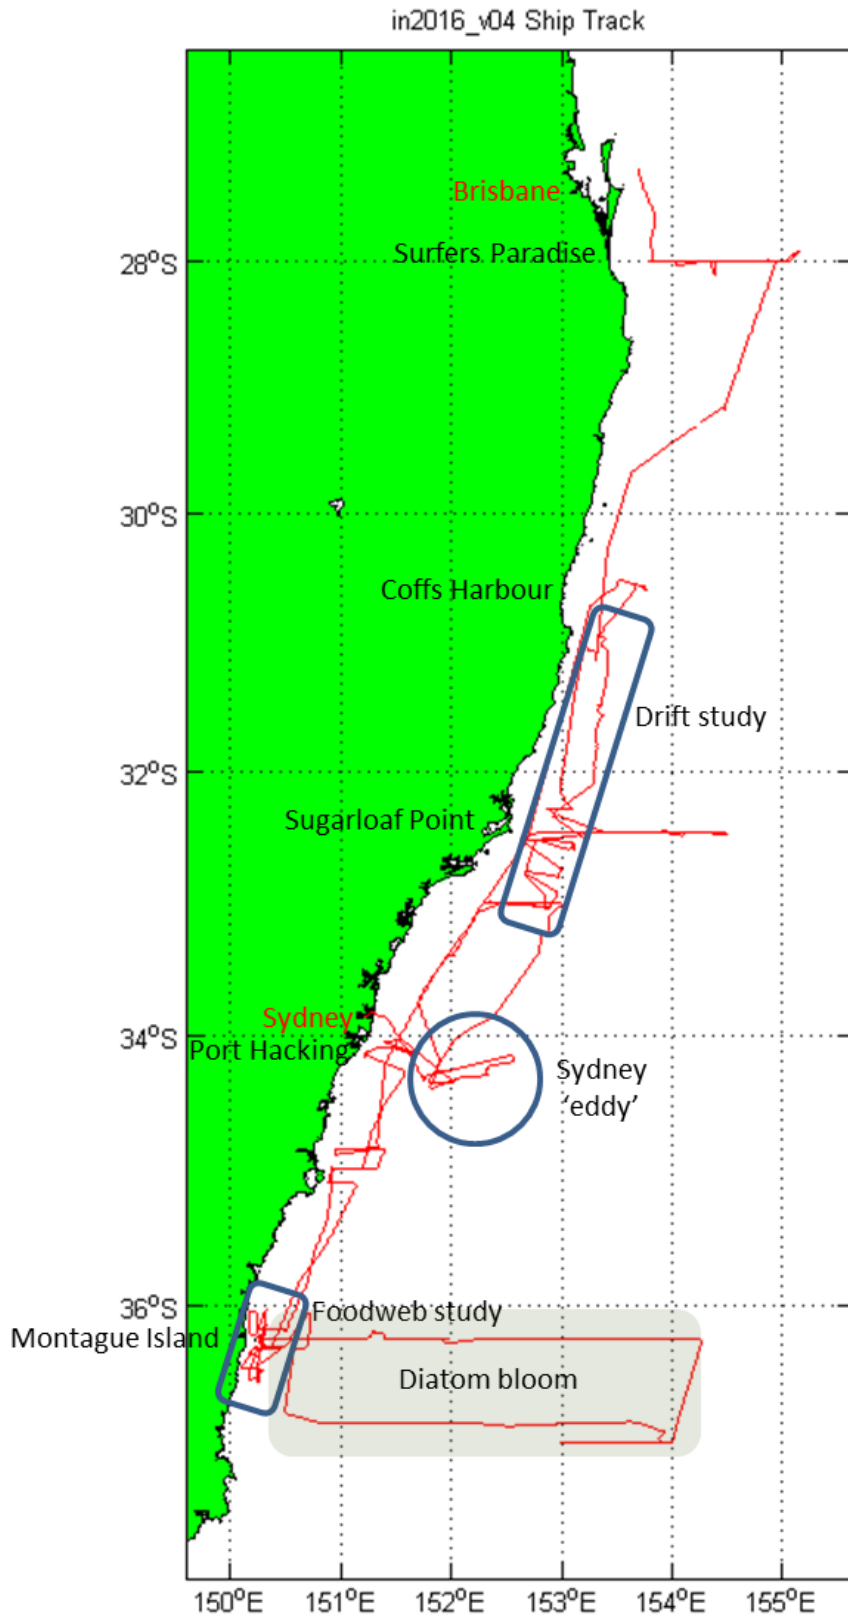 in2016_v04 Ship Track
Brisbane
Surfers Paradise
28°S
30°S
Coffs Harbour
Drift study
32°S
Sugarloaf Point
Sydney
34°S
Port Hacking
Sydney
'eddy'
36°S
Foodweb study
Montague Island
Diatom bloom
150°E 151°E 152°E 153°E 154°E 155°E